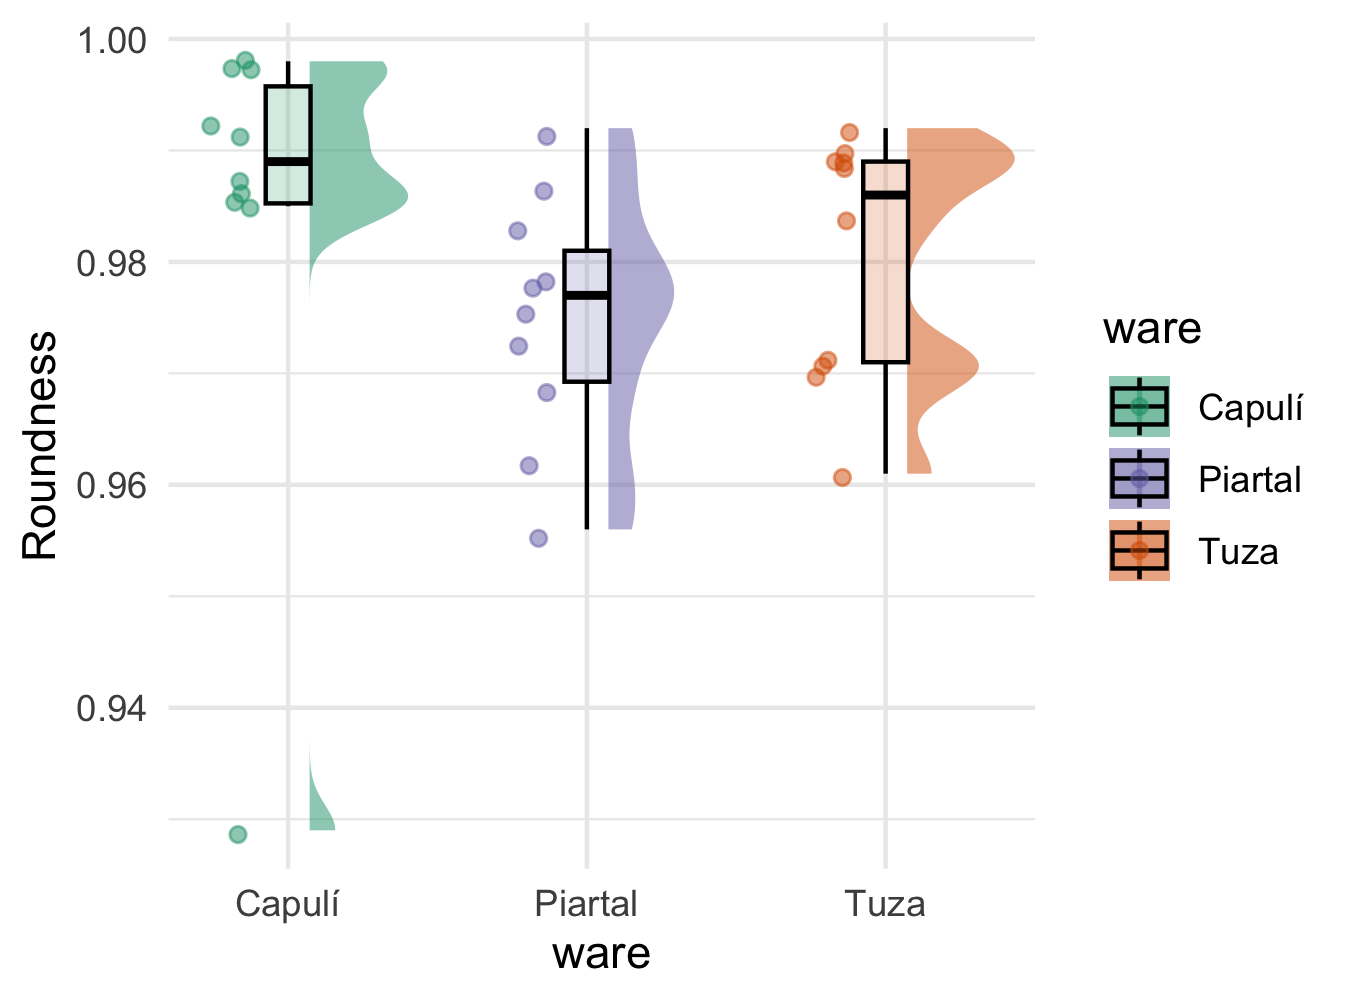 1.00
0.98
0.96
0.94
Roundness
Capulí
Piartal
Tuza
ware
ware
Capulí
Piartal
Tuza